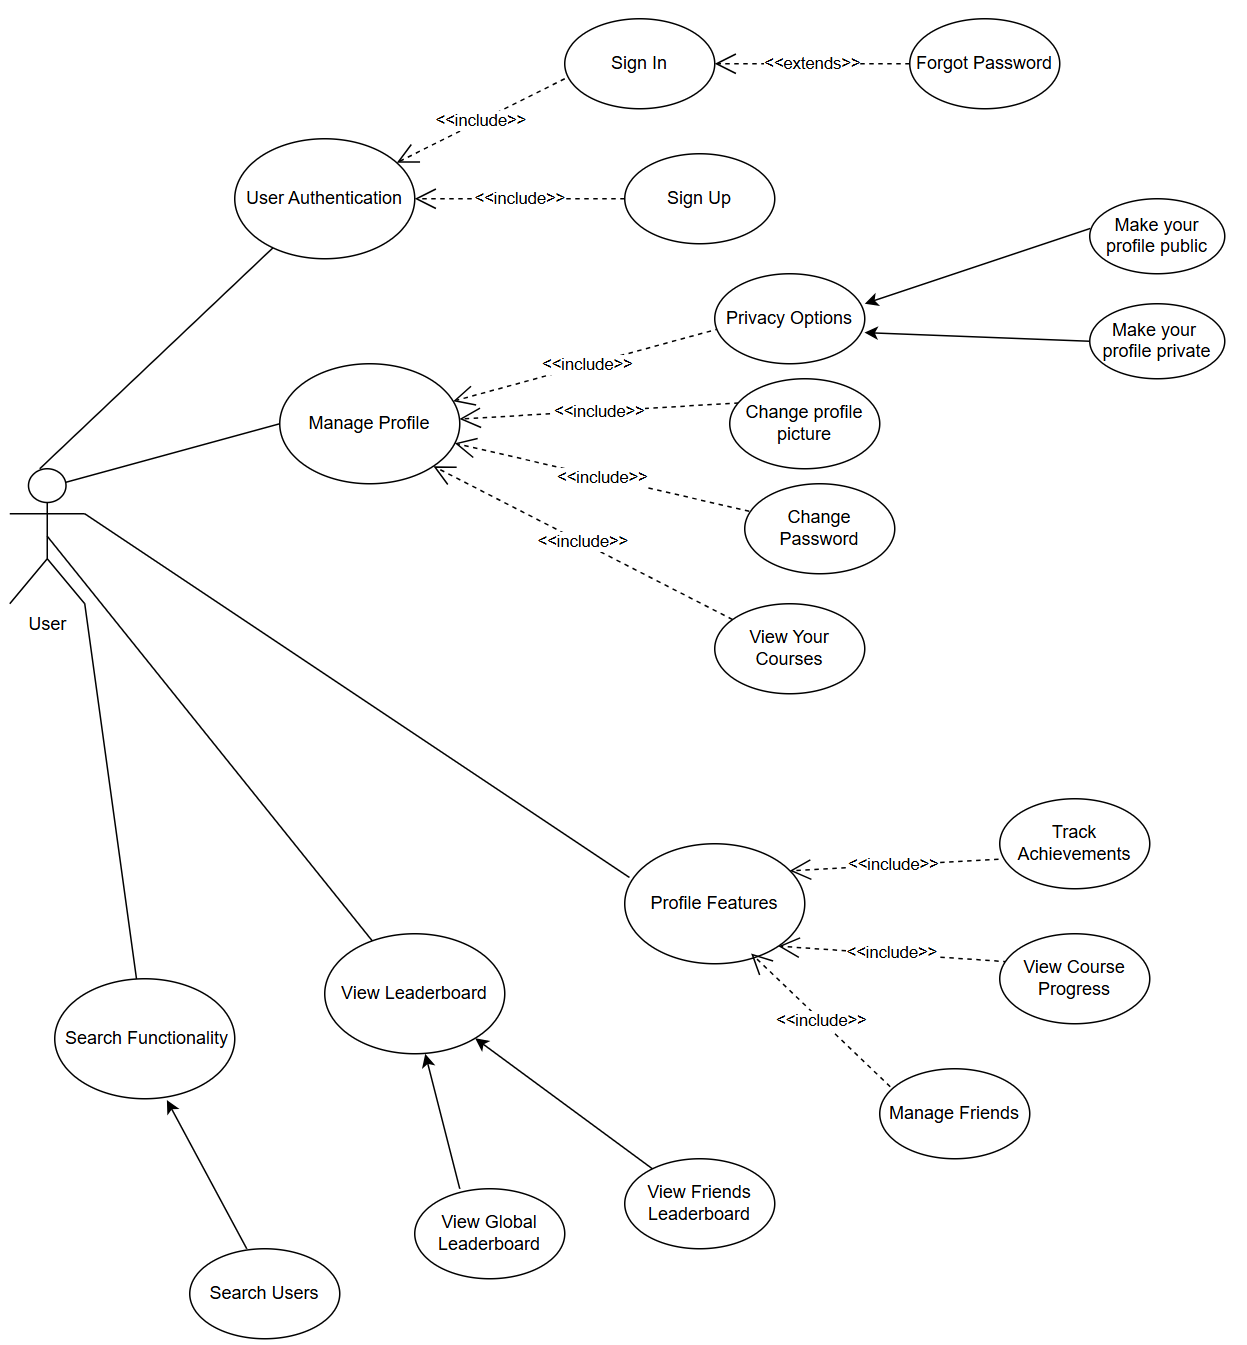 Sign In
<<extends>>
Forgot Password
<<include>>
User Authentication
<<include>>
Sign Up
Make your
profile public
Privacy Options
Make your
profile private
<<include>>
Manage Profile
<<include>>
Change profile
picture
<<include>>
Change
Password
<<include>>
User
View Your
Courses
Track
Achievements
<<include>>
Profile Features
<<include>>
View Course
Progress
View Leaderboard
<<include>>
Search Functionality
Manage Friends
View Friends
Leaderboard
View Global
Leaderboard
Search Users